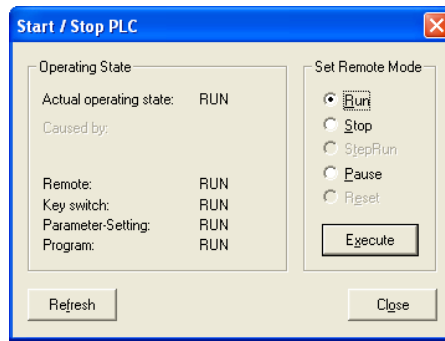 Start / Stop PLC
Operating State
Actual operating state: RUN
Caused by:
Remote: RUN
Key switch: RUN
Parameter-Setting: RUN
Program: RUN
Set Remote Mode
Run
Stop
StepRun
Pause
Reset
Execute
Refresh
Close